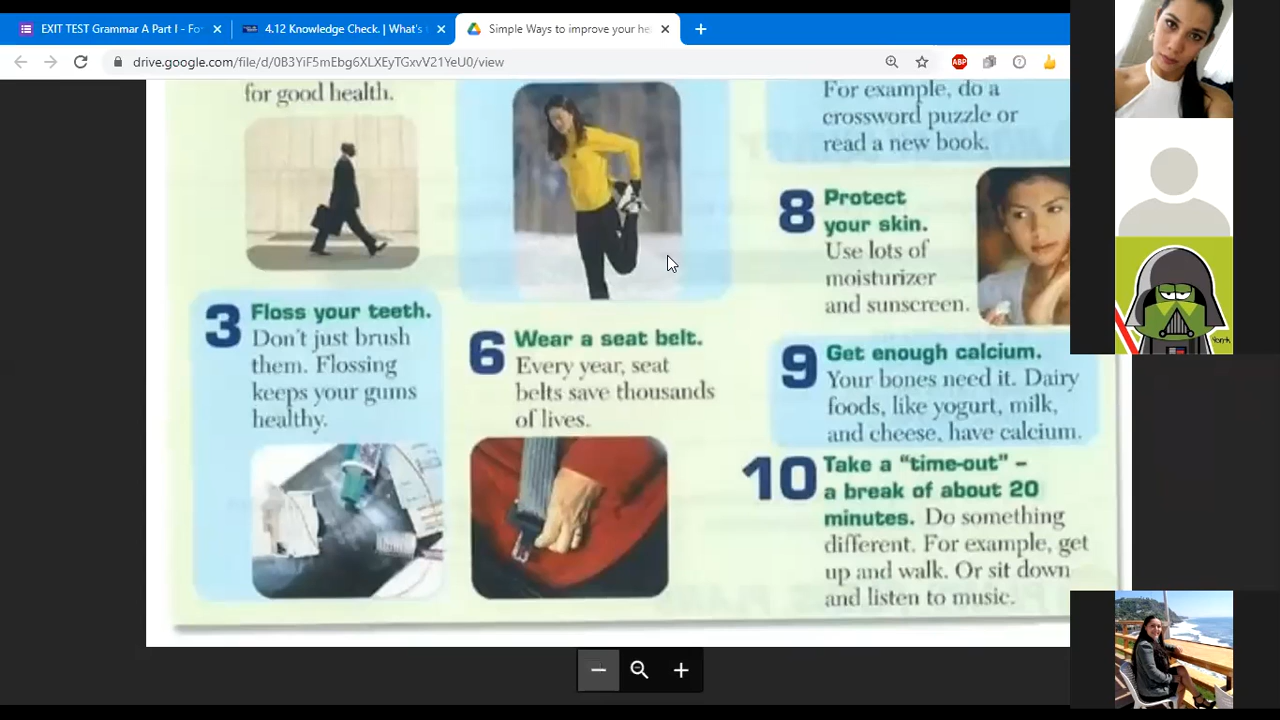 EXIT TEST Grammar A Part I - Fo
4.12 Knowledge Check. | What's
Simple Ways to improve your he
drive.google.com/file/d/0B3YiF5mEbg6XLXEyTGxvV21YeU0/view
ABP
for good health.
3 Floss your teeth.
Don't just brush
them. Flossing
keeps your gums
healthy.
6 Wear a seat belt.
Every year, seat
belts save thousands
of lives.
For example, do a
crossword puzzle or
read a new book.
8 Protect
your skin.
Use lots of
moisturizer
and sunscreen.
9 Get enough calcium.
Your bones need it. Dairy
foods, like yogurt, milk,
and cheese, have calcium.
10 Take a "time-out" –
a break of about 20
minutes. Do something
different. For example, get
up and walk. Or sit down
and listen to music.